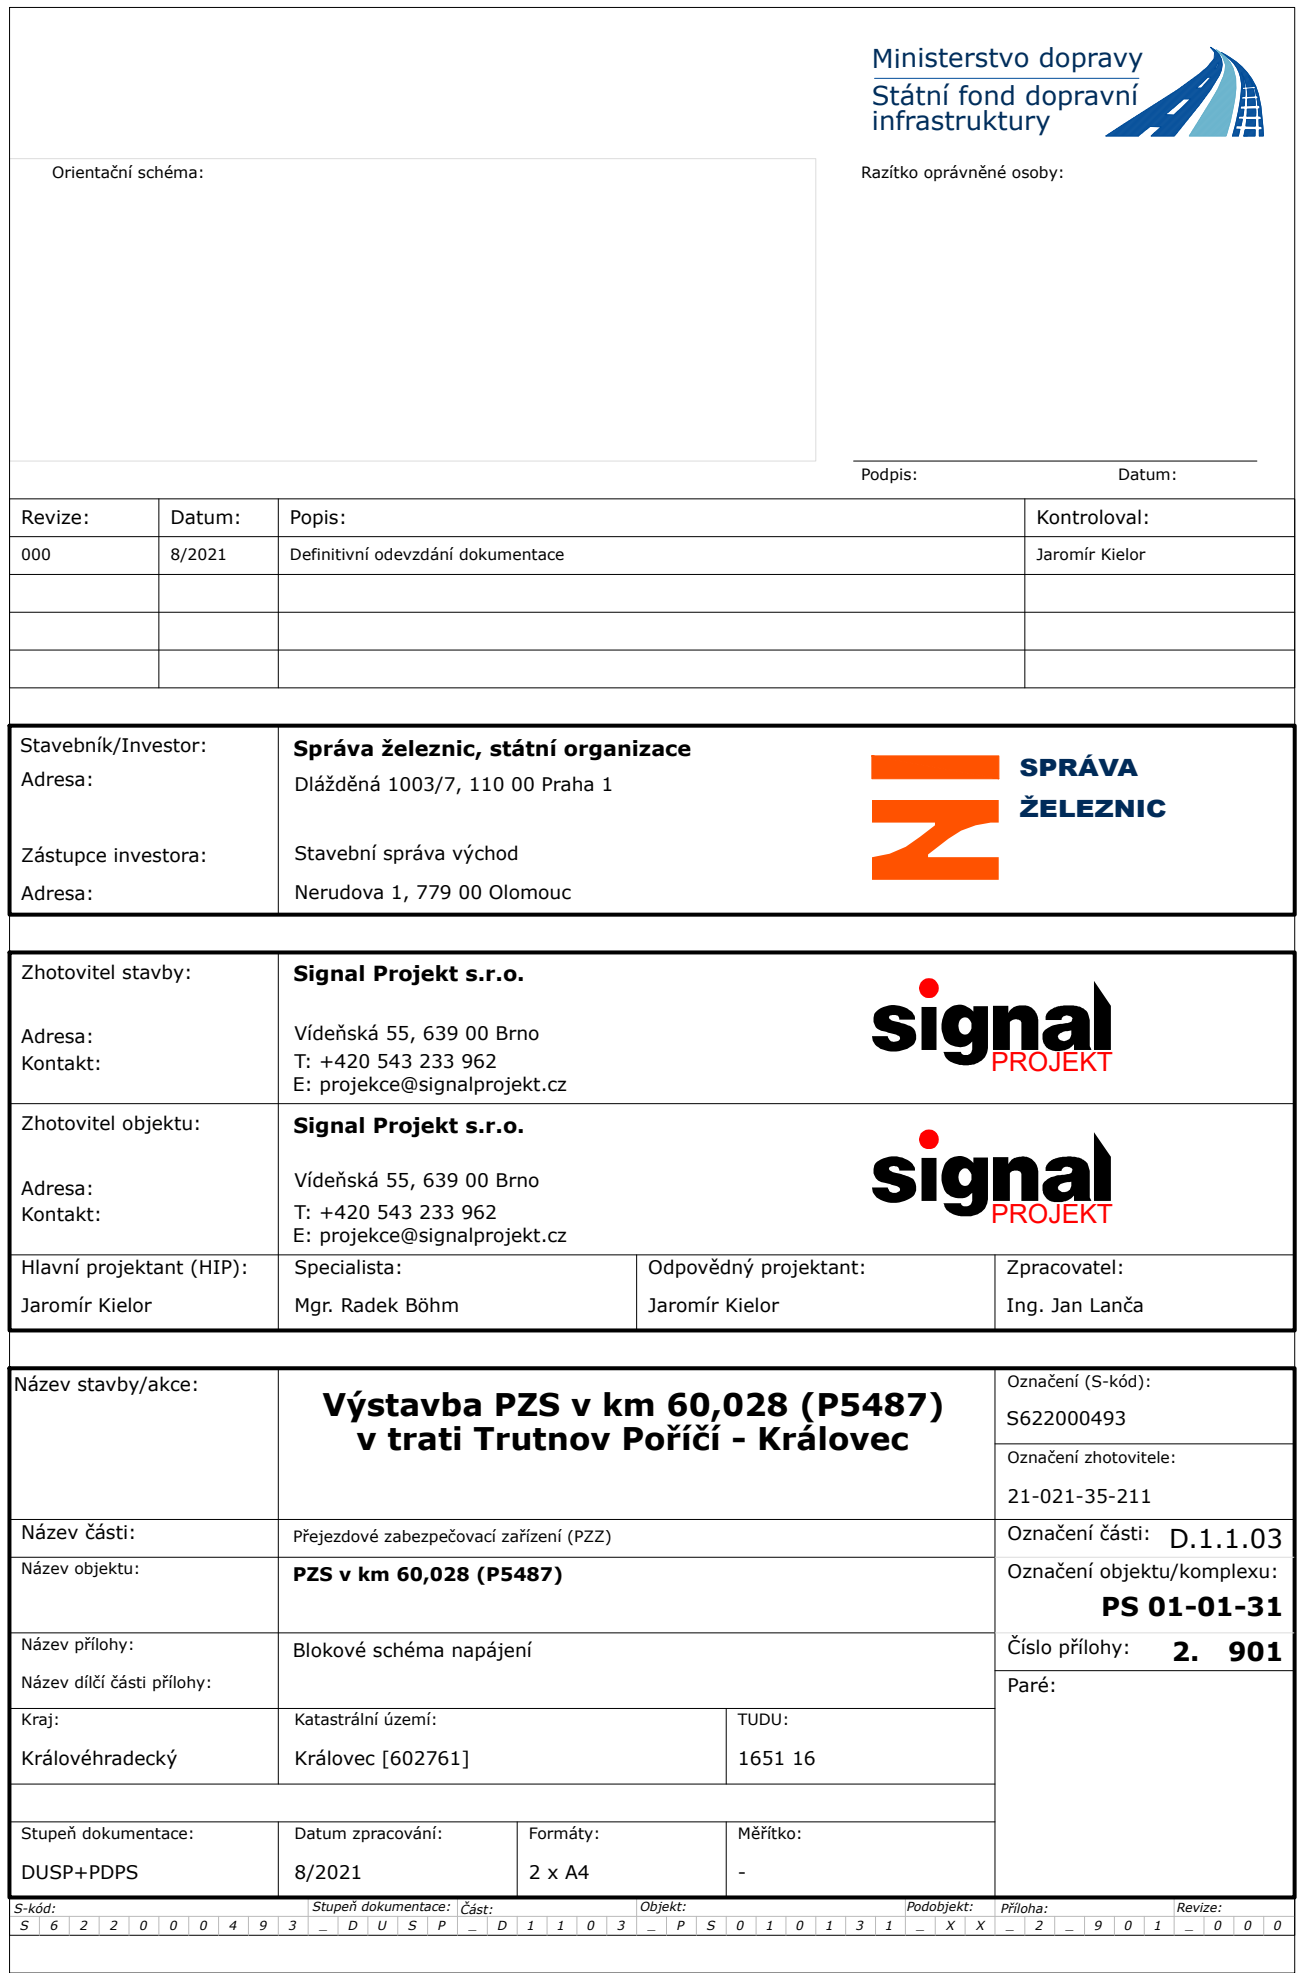 Ministerstvo dopravy
Státní fond dopravní
infrastruktury
Orientační schéma:
Razítko oprávněné osoby:
Podpis: Datum:
Revize: Datum: Popis: Kontroloval:
000 8/2021 Definitivní odevzdání dokumentace Jaromír Kielor
Stavebník/Investor: Správa železnic, státní organizace
Adresa: Dlážděná 1003/7, 110 00 Praha 1
SPRÁVA
ŽELEZNIC
Zástupce investora: Stavební správa východ
Adresa: Nerudova 1, 779 00 Olomouc
Zhotovitel stavby: Signal Projekt s.r.o.
signal
PROJEKT
Adresa: Vídeňská 55, 639 00 Brno
Kontakt: T: +420 543 233 962
E: projekce@signalprojekt.cz
Zhotovitel objektu: Signal Projekt s.r.o.
signal
PROJEKT
Adresa: Vídeňská 55, 639 00 Brno
Kontakt: T: +420 543 233 962
E: projekce@signalprojekt.cz
Hlavní projektant (HIP): Specialista: Odpovědný projektant: Zpracovatel:
Jaromír Kielor Mgr. Radek Böhm Jaromír Kielor Ing. Jan Lanča
Název stavby/akce:
Výstavba PZS v km 60,028 (P5487)
v trati Trutnov Poříčí - Královec
Označení (S-kód):
S622000493
Označení zhotovitele:
21-021-35-211
Název části: Přejezdové zabezpečovací zařízení (PZZ) Označení části: D.1.1.03
Název objektu: PZS v km 60,028 (P5487) Označení objektu/komplexu:
PS 01-01-31
Název přílohy: Blokové schéma napájení Číslo přílohy: 2. 901
Název dílčí části přílohy:
Paré:
Kraj: Katastrální území: TUDU:
Královéhradecký Královec [602761] 1651 16
Stupeň dokumentace: Datum zpracování: Formáty: Měřítko:
DUSP+PDPS 8/2021 2 x A4 -
S-kód: Stupeň dokumentace: Část: Objekt: Podobjekt: Příloha: Revize:
S 6 2 2 0 0 0 4 9 3 _ D U S P _ D 1 1 0 3 _ P S 0 1 0 1 3 1 _ X X _ 2 _ 9 0 1 _ 0 0 0